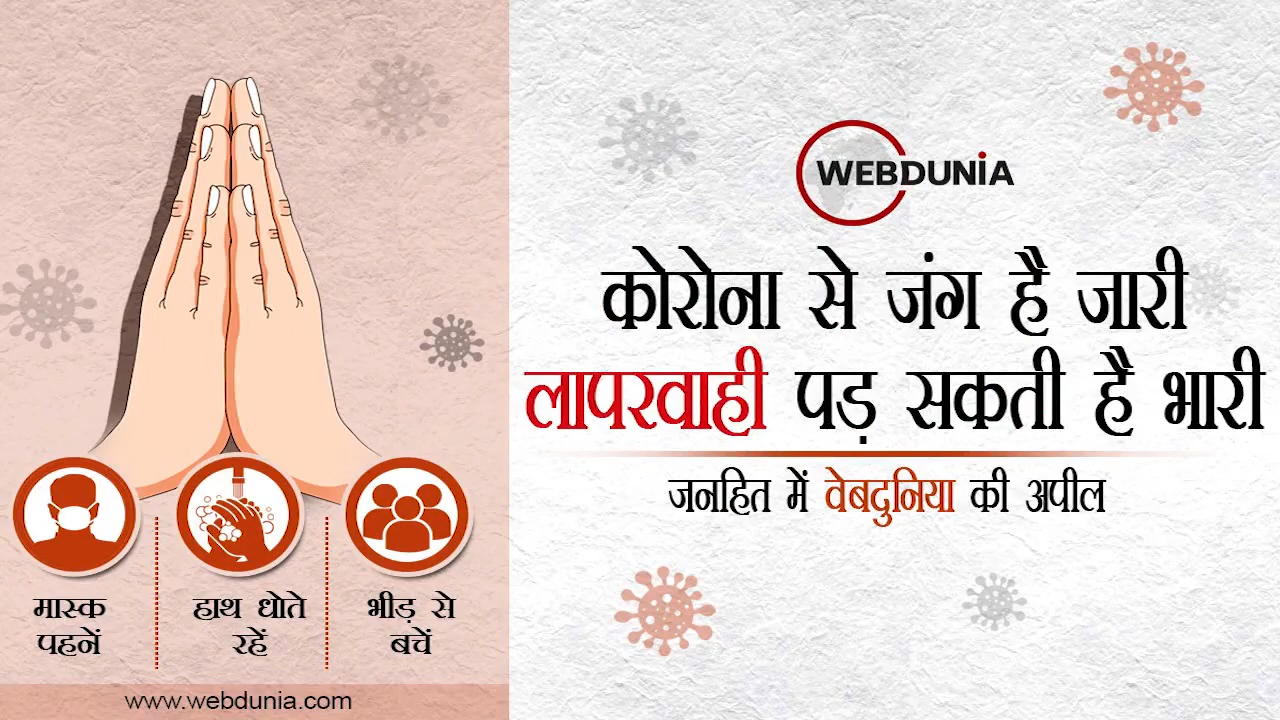 WEBDUNIA
कोरोना से जंग है जारी
लापरवाही पड़ सकती है भारी
जनहित में वेबदुनिया की अपील
मास्क
पहनें
हाथ धोते
रहें
भीड़ से
बचें
www.webdunia.com